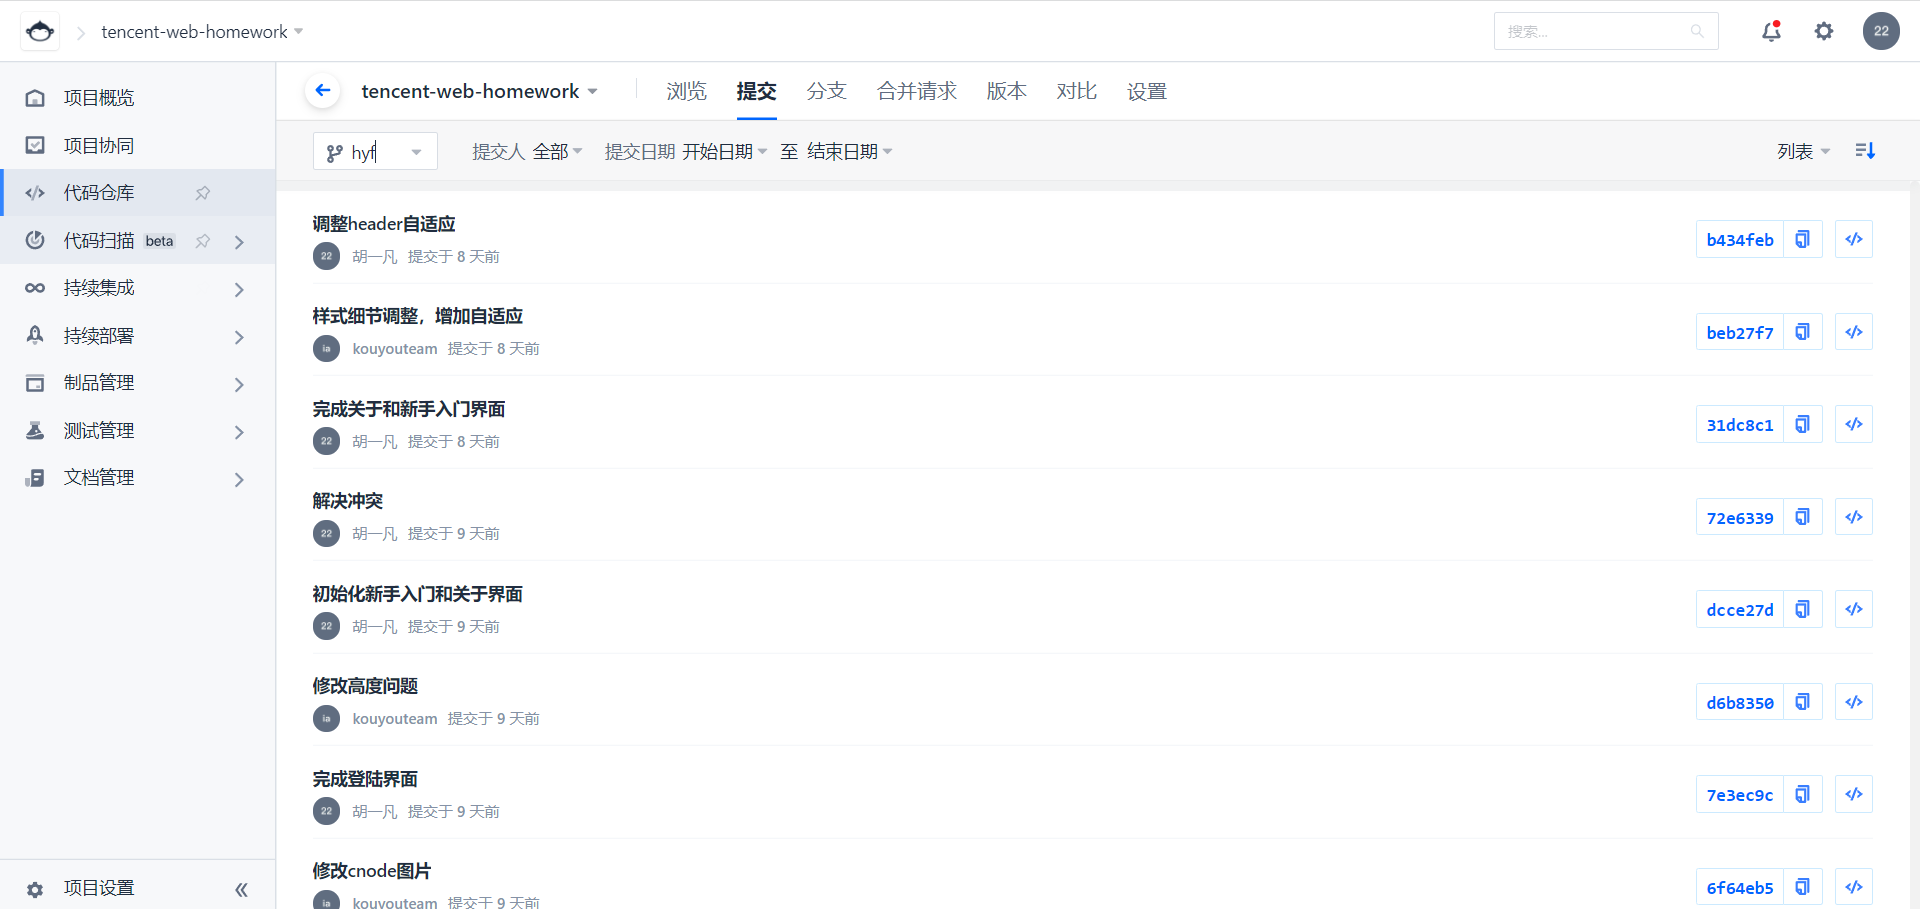 tencent-web-homework
搜索...
22
项目概览
项目协同
代码仓库
代码扫描 beta
持续集成
持续部署
制品管理
测试管理
文档管理
项目设置
tencent-web-homework 浏览 提交 分支 合并请求 版本 对比 设置
hyf 提交人 全部 提交日期 开始日期 至 结束日期 列表
调整header自适应
22 胡一凡 提交于 8 天前
b434feb
样式细节调整，增加自适应
ia kouyouteam 提交于 8 天前
beb27f7
完成关于和新手入门界面
22 胡一凡 提交于 8 天前
31dc8c1
解决冲突
22 胡一凡 提交于 9 天前
72e6339
初始化新手入门和关于界面
22 胡一凡 提交于 9 天前
dcce27d
修改高度问题
ia kouyouteam 提交于 9 天前
d6b8350
完成登陆界面
22 胡一凡 提交于 9 天前
7e3ec9c
修改cnode图片
ia kouyouteam 提交于 9 天前
6f64eb5